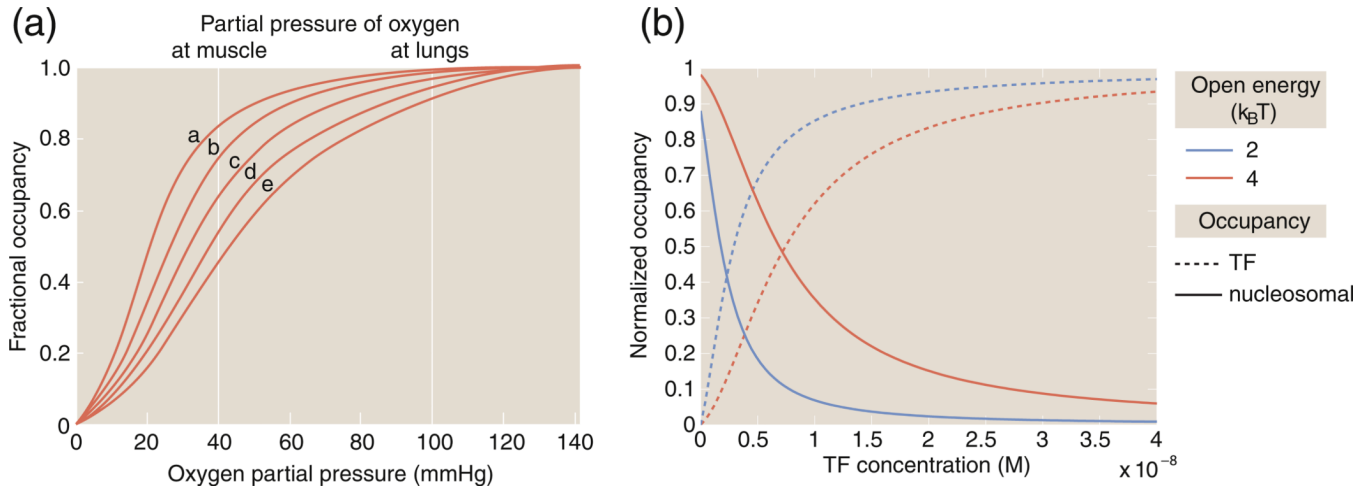 (a)
Partial pressure of oxygen
at muscle
at lungs
Fractional occupancy
1.0
0.8
0.6
0.4
0.2
0
a
b
c
d
e
0
20
40
60
80
100
120
140
Oxygen partial pressure (mmHg)
(b)
Normalized occupancy
1
0.9
0.8
0.7
0.6
0.5
0.4
0.3
0.2
0.1
0
0
0.5
1
1.5
2
0.5
3
3.5
4
TF concentration (M)
x 10⁻⁸
Open energy
(kBT)
2
4
Occupancy
TF
nucleosomal